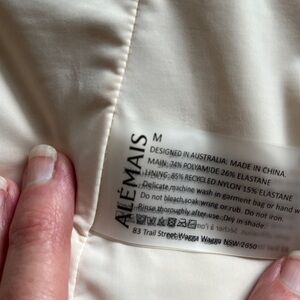 ALÉMAIS
M
DESIGNED IN AUSTRALIA. MADE IN CHINA.
MAIN: 74% POLYAMIDE 26% ELASTANE
LINING: 85% RECYCLED NYLON 15% ELASTANE
Delicate machine wash in garment bag or hand
Do not bleach soak wring or rub. Do not iron.
Rinse thoroughly after use. Dry in shade.
83 Trail Street Wagga Wagga NSW 2650